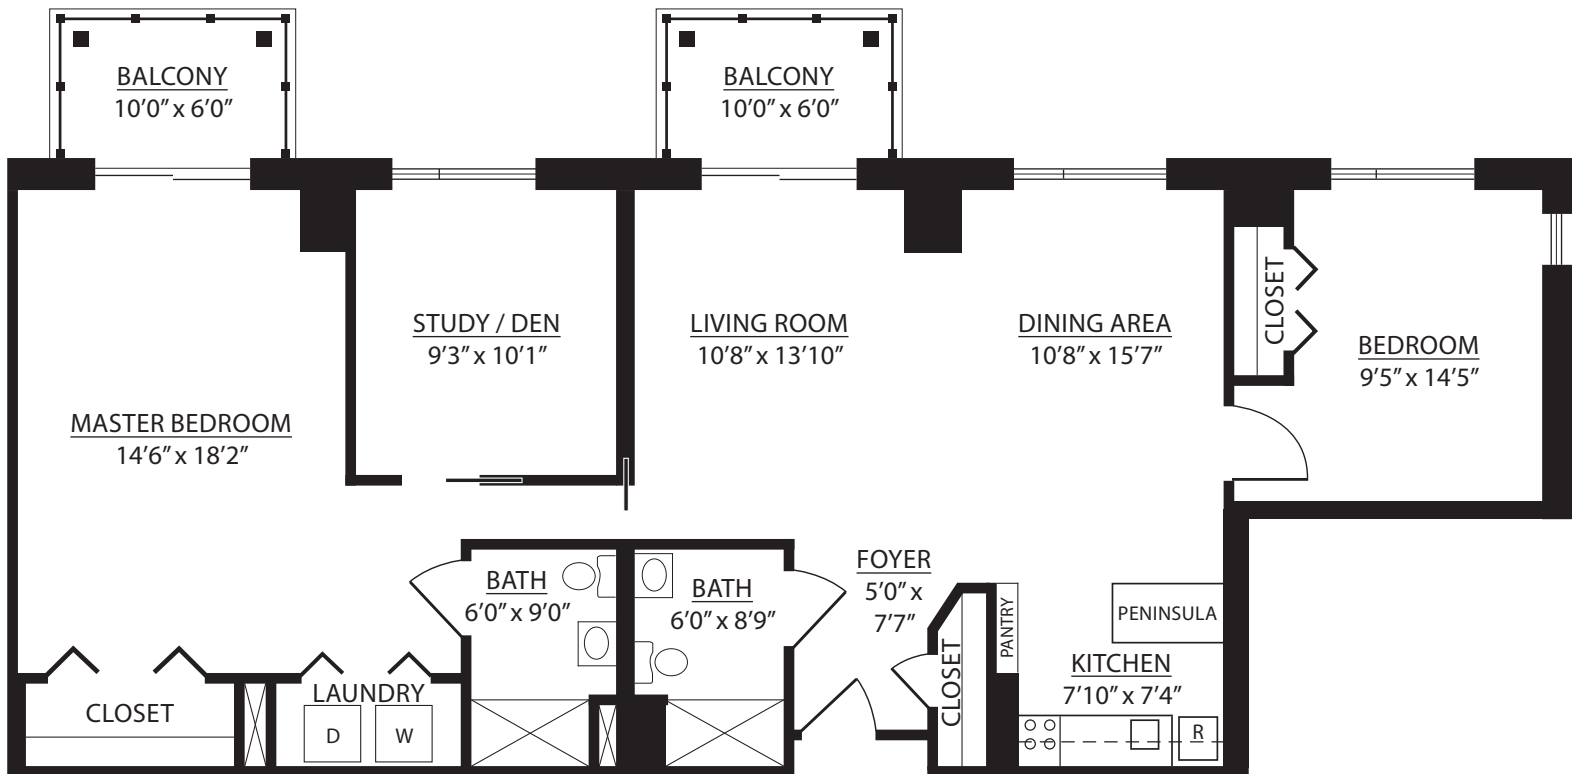 BALCONY
10’0” x 6’0”
BALCONY
10’0” x 6’0”
STUDY / DEN
9’3” x 10’1”
LIVING ROOM
10’8” x 13’10”
DINING AREA
10’8” x 15’7”
CLOSET
BEDROOM
9’5” x 14’5”
MASTER BEDROOM
14’6” x 18’2”
BATH
6’0” x 9’0”
BATH
6’0” x 8’9”
FOYER
5’0” x
7’7”
PANTRY
PENINSULA
CLOSET
KITCHEN
7’10” x 7’4”
CLOSET
LAUNDRY
D
W
R